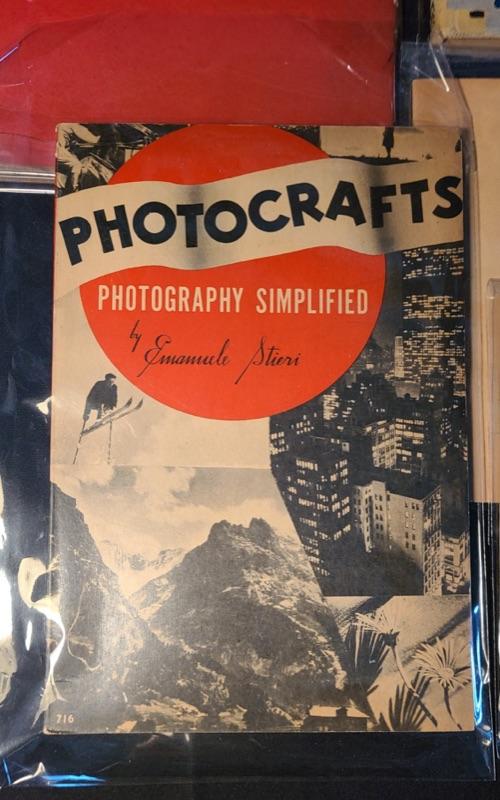 PHOTOCRAFTS
PHOTOGRAPHY SIMPLIFIED
by
Emanuele Stieri
716